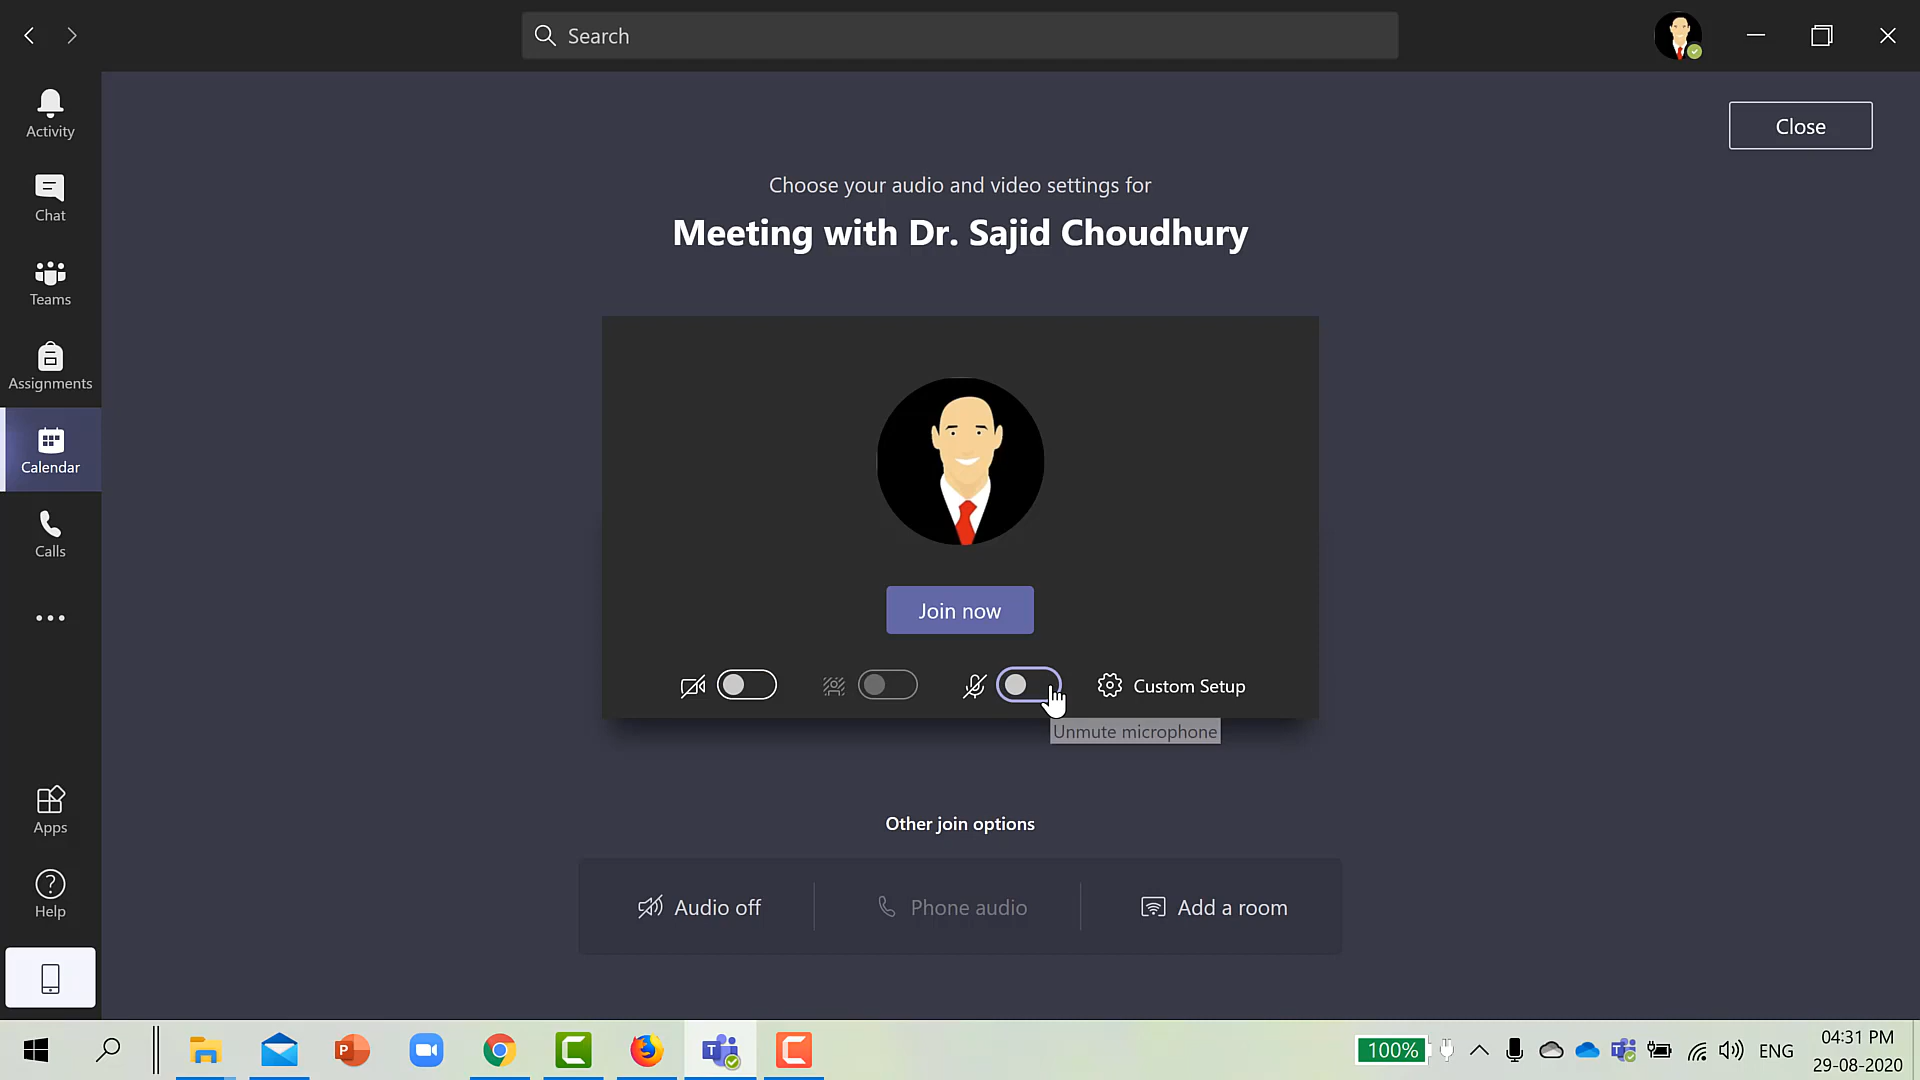 Search
Activity
Chat
Teams
Assignments
Calendar
Calls
Apps
Help
Close
Choose your audio and video settings for
Meeting with Dr. Sajid Choudhury
Join now
Custom Setup
Unmute microphone
Other join options
Audio off
Phone audio
Add a room
100%
ENG
04:31 PM
29-08-2020